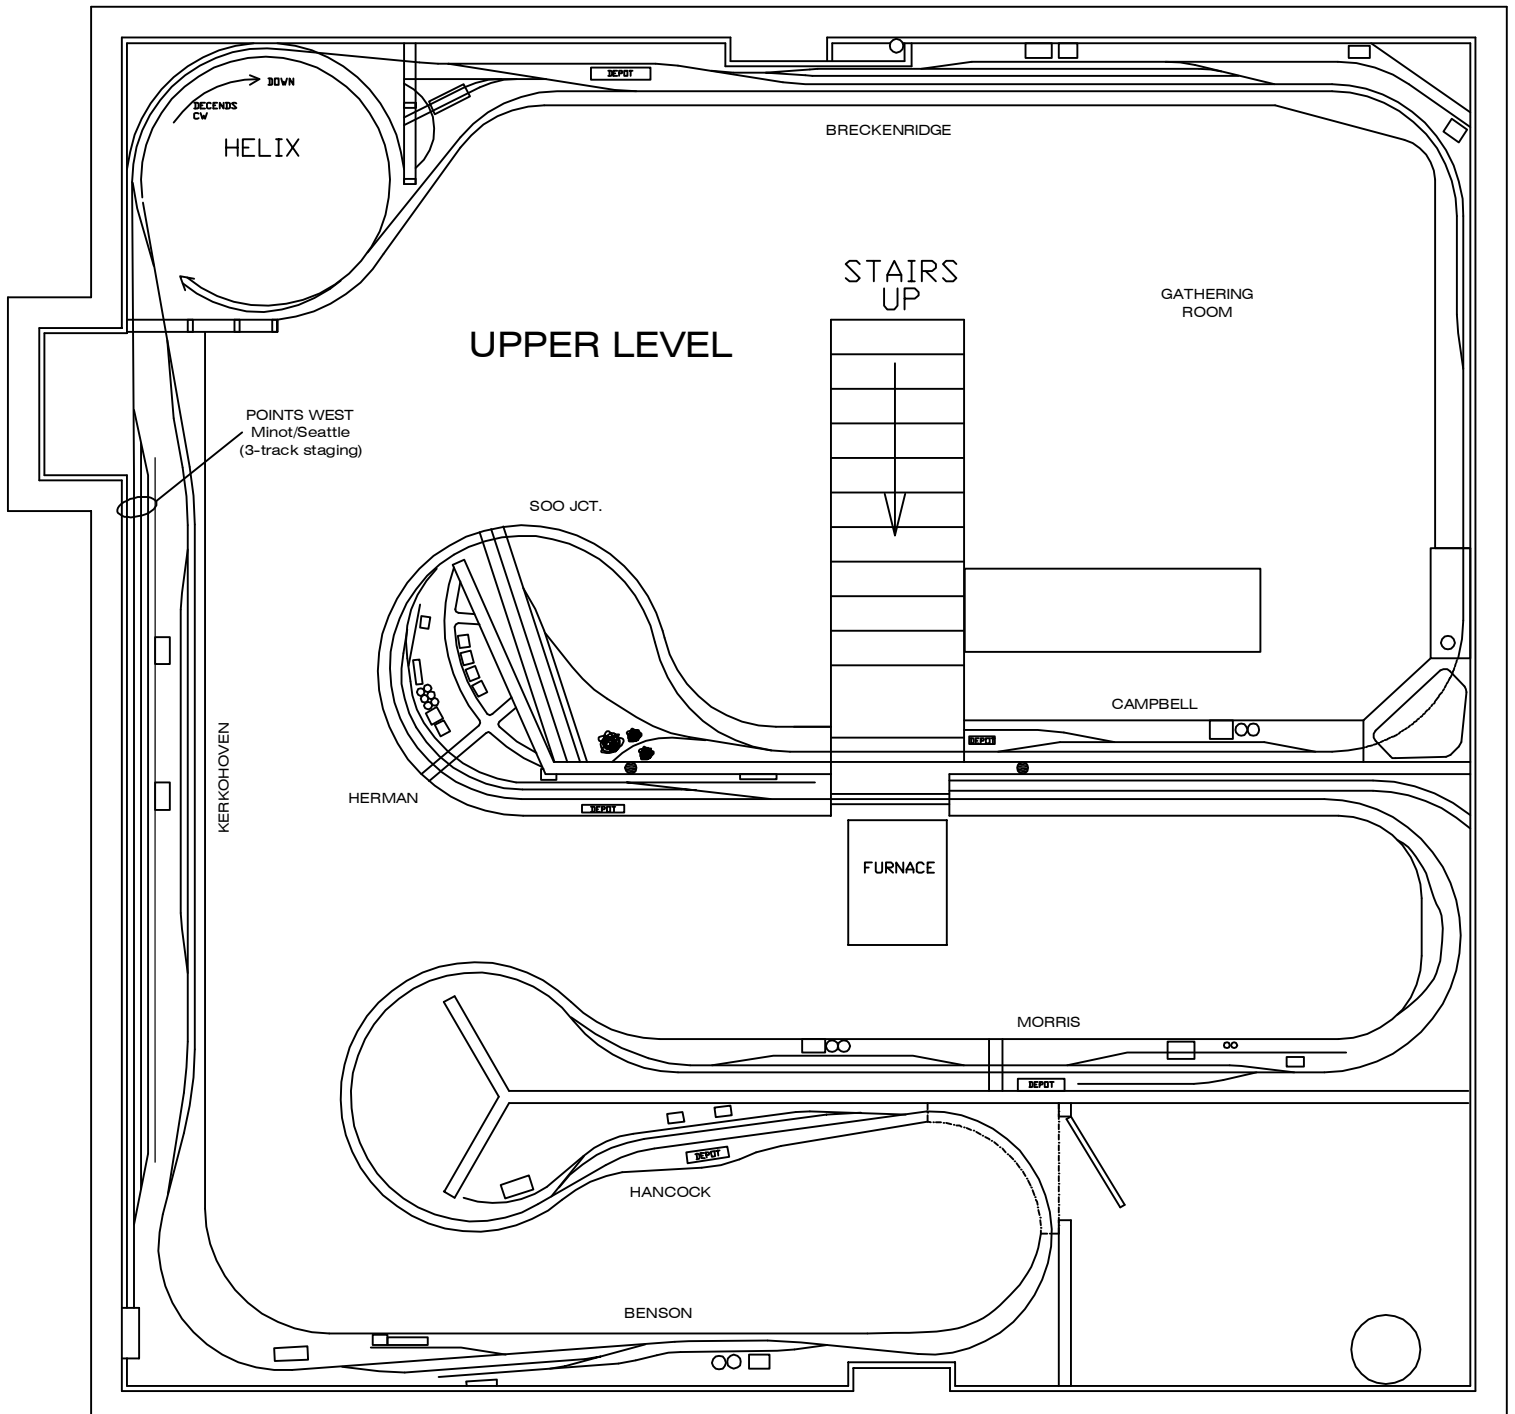 DEPOT
DOWN
DECENDS
CW
HELIX
BRECKENRIDGE
STAIRS
UP
GATHERING
ROOM
UPPER LEVEL
POINTS WEST
Minot/Seattle
(3-track staging)
SOO JCT.
CAMPBELL
DEPOT
KERKOHOVEN
HERMAN
DEPOT
FURNACE
MORRIS
DEPOT
DEPOT
HANCOCK
BENSON